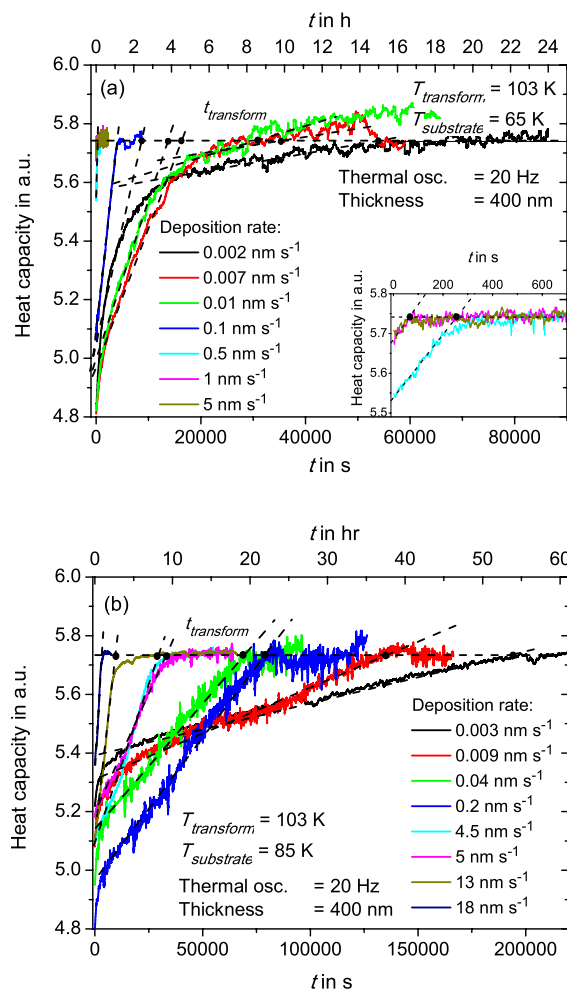 t in h
0 2 4 6 8 10 12 14 16 18 20 22 24
6.0
(a)
T transform = 103 K
t transform
T substrate = 65 K
5.8
Thermal osc. = 20 Hz
Thickness = 400 nm
5.6
Deposition rate:
0.002 nm s-1
0.007 nm s-1
0.01 nm s-1
0.1 nm s-1
0.5 nm s-1
1 nm s-1
5 nm s-1
5.4
5.2
5.0
4.8
Heat capacity in a.u.
t in s
0 200 400 600
5.8
5.7
5.6
5.5
Heat capacity in a.u.
0 20000 40000 60000 80000
t in s
t in hr
0 10 20 30 40 50 60
6.0
(b)
t transform
5.8
5.6
5.4
5.2
5.0
4.8
Heat capacity in a.u.
Deposition rate:
0.003 nm s-1
0.009 nm s-1
0.04 nm s-1
0.2 nm s-1
4.5 nm s-1
5 nm s-1
13 nm s-1
18 nm s-1
T transform = 103 K
T substrate = 85 K
Thermal osc. = 20 Hz
Thickness = 400 nm
0 50000 100000 150000 200000
t in s